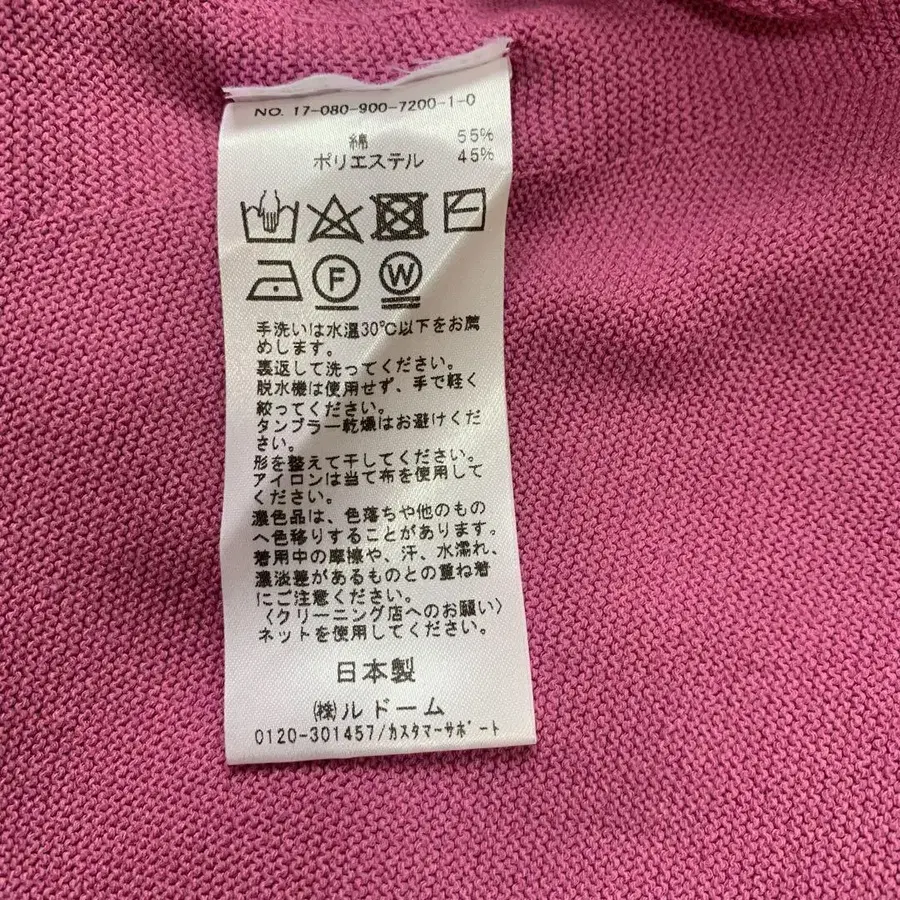 NO. 17-080-900-7200-1-0
綿 55%
ポリエステル 45%
F W
手洗いは水温30℃以下をお薦
めします。
裏返して洗ってください。
脱水機は使用せず、手で軽く
絞ってください。
タンブラー乾燥はお避けくだ
さい。
形を整えて干してください。
アイロンは当て布を使用して
ください。
濃色品は、色落ちや他のもの
へ色移りすることがあります。
着用中の摩擦や、汗、水濡れ、
濃淡差があるものとの重ね着
にご注意ください。
〈クリーニング店へのお願い〉
ネットを使用してください。
日本製
㈱ルドーム
0120-301457/カスタマーサポート